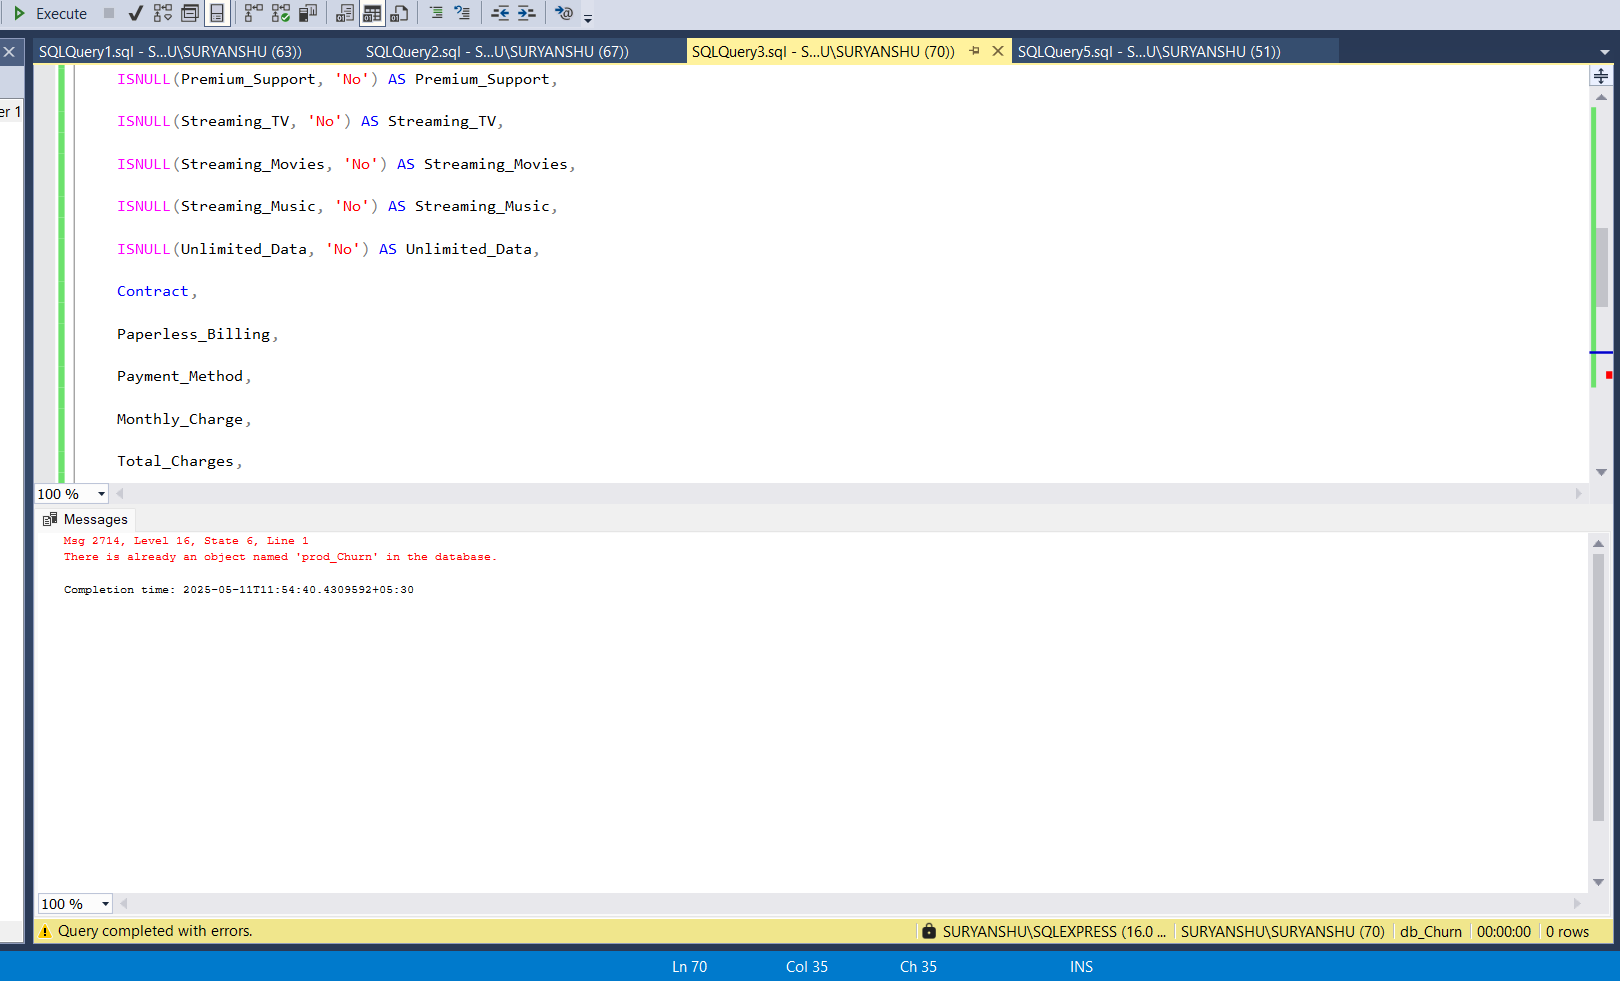 Execute
SQLQuery1.sql - S...U\SURYANSHU (63))
SQLQuery2.sql - S...U\SURYANSHU (67))
SQLQuery3.sql - S...U\SURYANSHU (70))
SQLQuery5.sql - S...U\SURYANSHU (51))
er 1
ISNULL(Premium_Support, 'No') AS Premium_Support,
ISNULL(Streaming_TV, 'No') AS Streaming_TV,
ISNULL(Streaming_Movies, 'No') AS Streaming_Movies,
ISNULL(Streaming_Music, 'No') AS Streaming_Music,
ISNULL(Unlimited_Data, 'No') AS Unlimited_Data,
Contract,
Paperless_Billing,
Payment_Method,
Monthly_Charge,
Total_Charges,
100 %
Messages
Msg 2714, Level 16, State 6, Line 1
There is already an object named 'prod_Churn' in the database.
Completion time: 2025-05-11T11:54:40.4309592+05:30
100 %
Query completed with errors.
SURYANSHU\SQLEXPRESS (16.0 ...
SURYANSHU\SURYANSHU (70)
db_Churn
00:00:00
0 rows
Ln 70
Col 35
Ch 35
INS